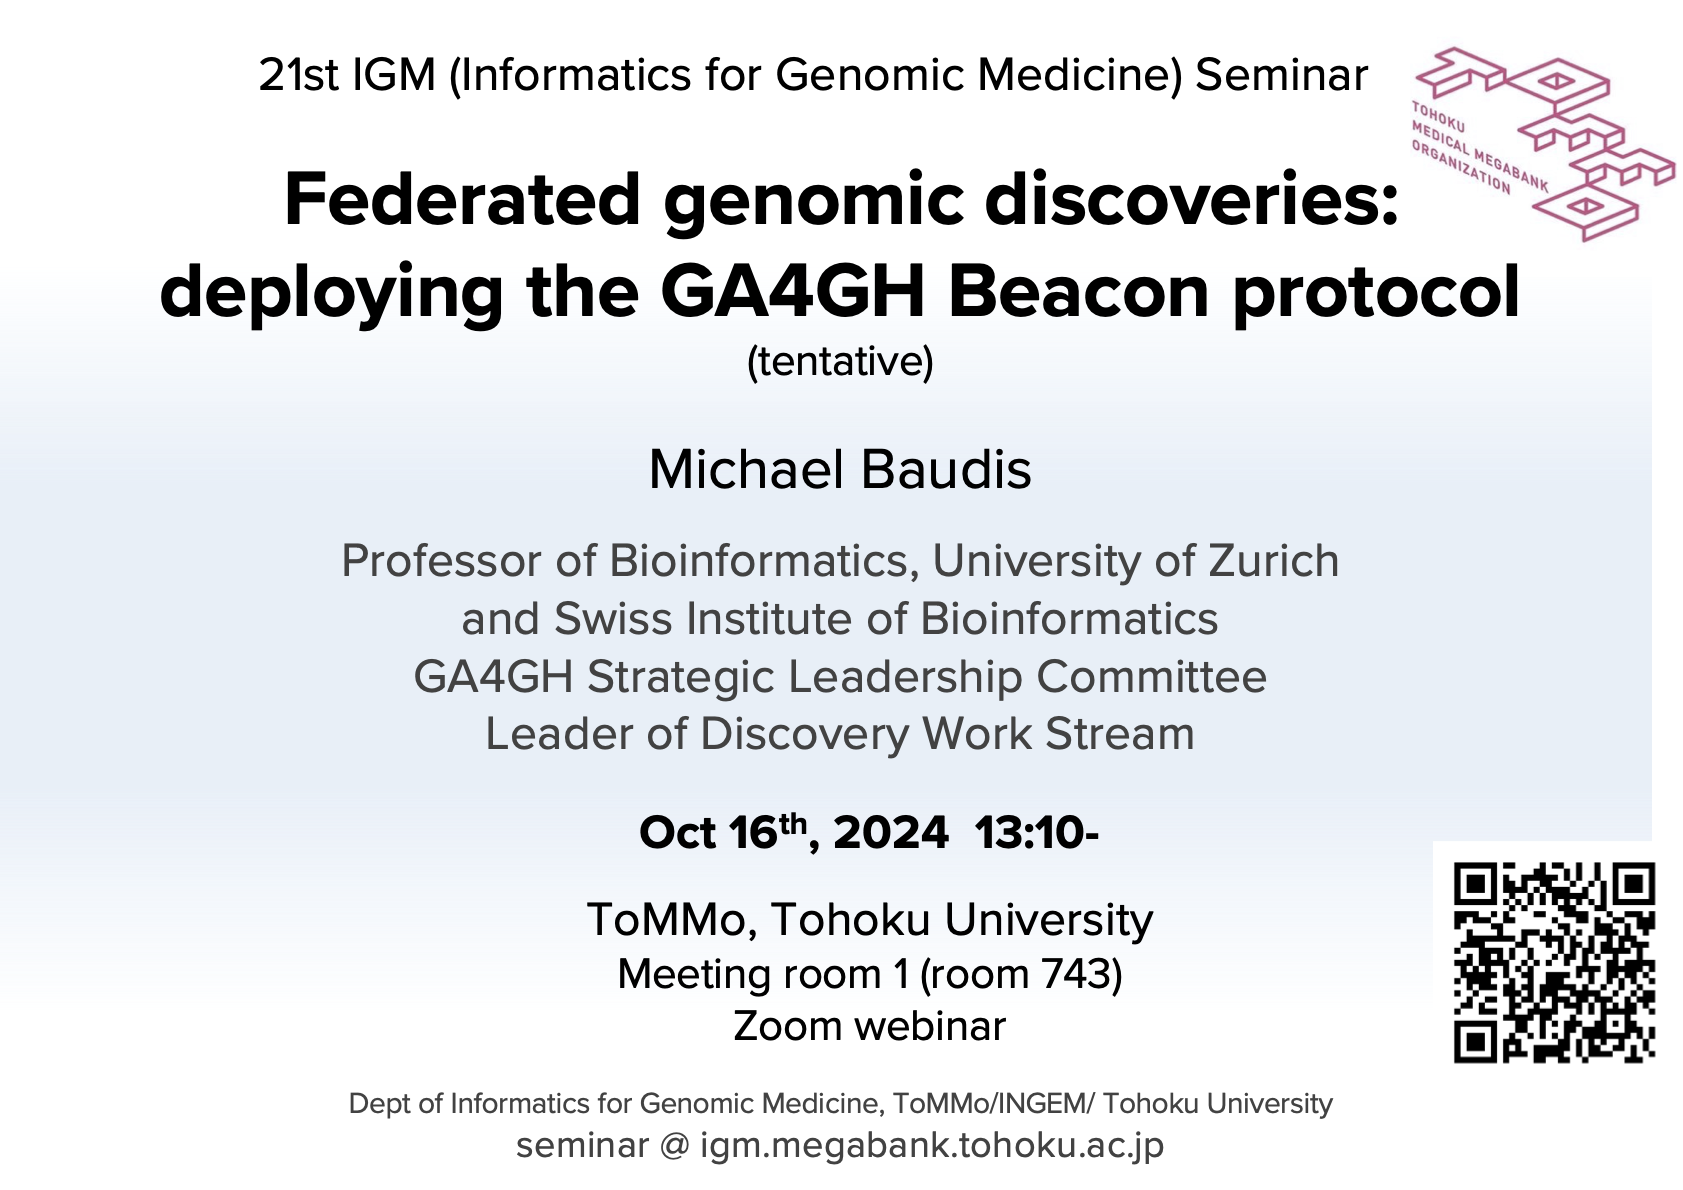 21st IGM (Informatics for Genomic Medicine) Seminar
TOHOKU
MEDICAL MEGABANK
ORGANIZATION
Federated genomic discoveries:
deploying the GA4GH Beacon protocol
(tentative)
Michael Baudis
Professor of Bioinformatics, University of Zurich
and Swiss Institute of Bioinformatics
GA4GH Strategic Leadership Committee
Leader of Discovery Work Stream
Oct 16th, 2024  13:10-
ToMMo, Tohoku University
Meeting room 1 (room 743)
Zoom webinar
Dept of Informatics for Genomic Medicine, ToMMo/INGEM/ Tohoku University
seminar @ igm.megabank.tohoku.ac.jp